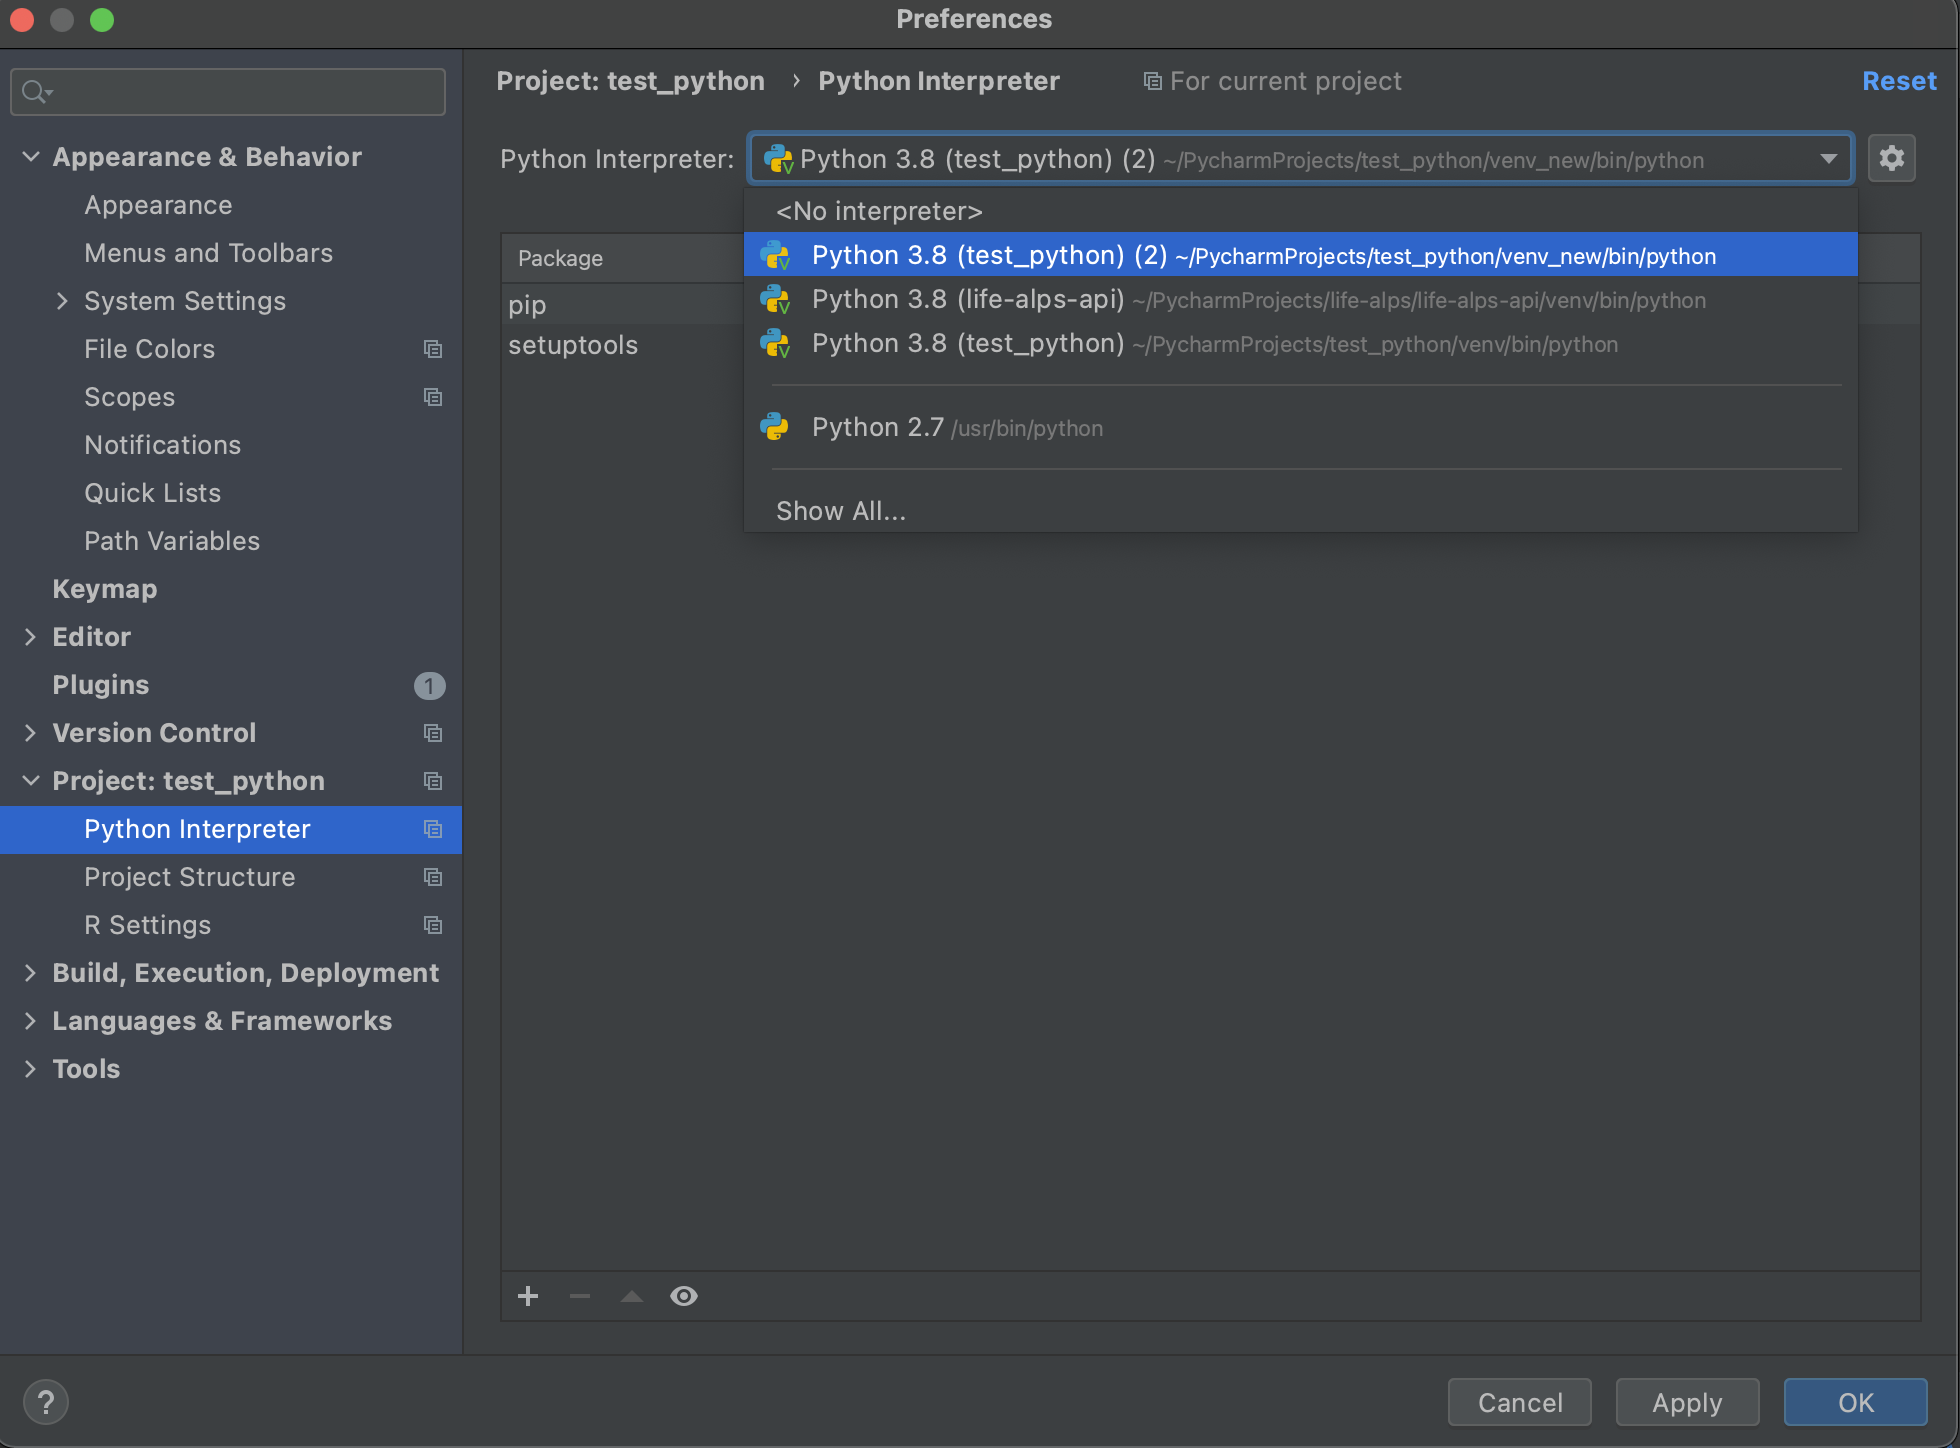 Preferences
Appearance & Behavior
Appearance
Menus and Toolbars
System Settings
File Colors
Scopes
Notifications
Quick Lists
Path Variables
Keymap
Editor
Plugins 1
Version Control
Project: test_python
Python Interpreter
Project Structure
R Settings
Build, Execution, Deployment
Languages & Frameworks
Tools
Project: test_python › Python Interpreter For current project Reset
Python Interpreter: Python 3.8 (test_python) (2) ~/PycharmProjects/test_python/venv_new/bin/python
<No interpreter>
Python 3.8 (test_python) (2) ~/PycharmProjects/test_python/venv_new/bin/python
Python 3.8 (life-alps-api) ~/PycharmProjects/life-alps/life-alps-api/venv/bin/python
Python 3.8 (test_python) ~/PycharmProjects/test_python/venv/bin/python
Python 2.7 /usr/bin/python
Show All...
Package
pip
setuptools
? Cancel Apply OK